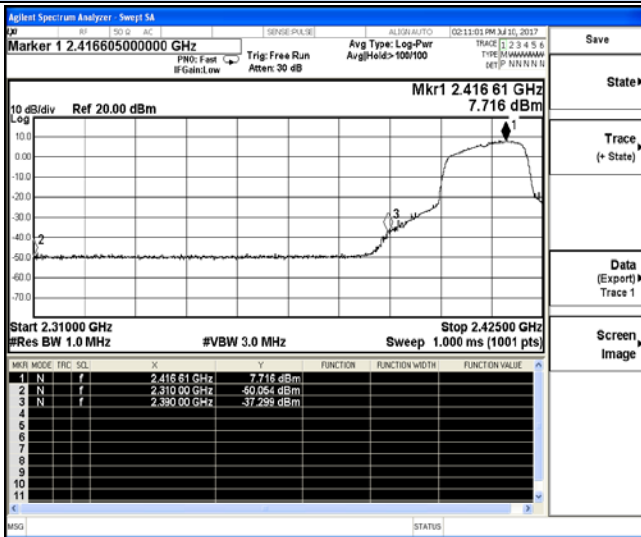 Agilent Spectrum Analyzer - Swept SA
LXI RF 50 Ω AC SENSE:PULSE ALIGN AUTO 02:11:01 PM Jul 10, 2017
Marker 1 2.416605000000 GHz
PNO: Fast Trig: Free Run Avg Type: Log-Pwr TRACE 1 2 3 4 5 6
IFGain:Low Atten: 30 dB Avg|Hold:>100/100 TYPE M WWWWW
DET P N N N N N
Mkr1 2.416 61 GHz
10 dB/div Ref 20.00 dBm 7.716 dBm
Log
10.0
0.00
-10.0
-20.0
-30.0
-40.0
-50.0
-60.0
-70.0
1
2
3
Start 2.31000 GHz Stop 2.42500 GHz
#Res BW 1.0 MHz #VBW 3.0 MHz Sweep 1.000 ms (1001 pts)
MKR MODE TRC SCL X Y FUNCTION FUNCTION WIDTH FUNCTION VALUE
1 N 1 f 2.416 61 GHz 7.716 dBm
2 N 1 f 2.310 00 GHz -50.054 dBm
3 N 1 f 2.390 00 GHz -37.299 dBm
4
5
6
7
8
9
10
11
MSG STATUS
Save
State
Trace
(+ State)
Data
(Export)
Trace 1
Screen
Image